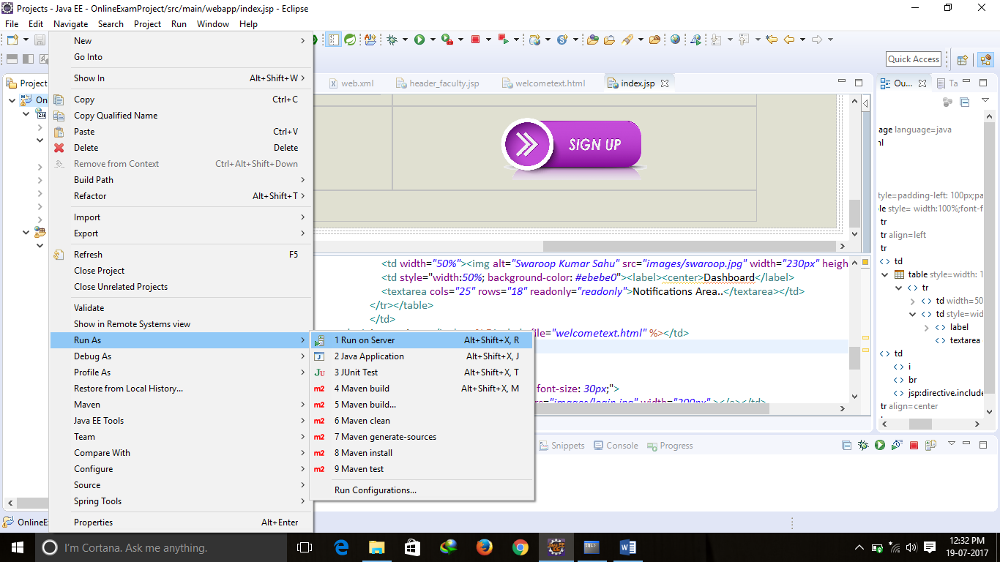 Projects - Java EE - OnlineExamProject/src/main/webapp/index.jsp - Eclipse
File Edit Navigate Search Project Run Window Help
Quick Access
Project
web.xml header_faculty.jsp welcometext.html index.jsp
Ou... Ta
On
New
Go Into
Show In Alt+Shift+W
Copy Ctrl+C
Copy Qualified Name
Paste Ctrl+V
Delete Delete
Remove from Context Ctrl+Alt+Shift+Down
Build Path
Refactor Alt+Shift+T
Import
Export
Refresh F5
Close Project
Close Unrelated Projects
Validate
Show in Remote Systems view
Run As
Debug As
Profile As
Restore from Local History...
Maven
Java EE Tools
Team
Compare With
Configure
Source
Spring Tools
Properties Alt+Enter
1 Run on Server Alt+Shift+X, R
2 Java Application Alt+Shift+X, J
3 JUnit Test Alt+Shift+X, T
4 Maven build Alt+Shift+X, M
5 Maven build...
6 Maven clean
7 Maven generate-sources
8 Maven install
9 Maven test
Run Configurations...
SIGN UP
<td width="50%"><img alt="Swaroop Kumar Sahu" src="images/swaroop.jpg" width="230px" heigh
<td style="width:50%; background-color: #ebebe0"><label><center>Dashboard</label>
<textarea cols="25" rows="18" readonly="readonly">Notifications Area..</textarea></td>
</tr></table>
</td>
file="welcometext.html" %></td>
font-size: 30px;">
age language=java
ml
tyle=padding-left: 100px;pa
le style= width:100%;font-f
tr
tr align=left
tr
td
table style=width: 1
tr
td width=50
td style=wid
label
textarea
td
i
br
jsp:directive.include
tr align=center
Snippets Console Progress
OnlineEx
I'm Cortana. Ask me anything.
12:32 PM
19-07-2017